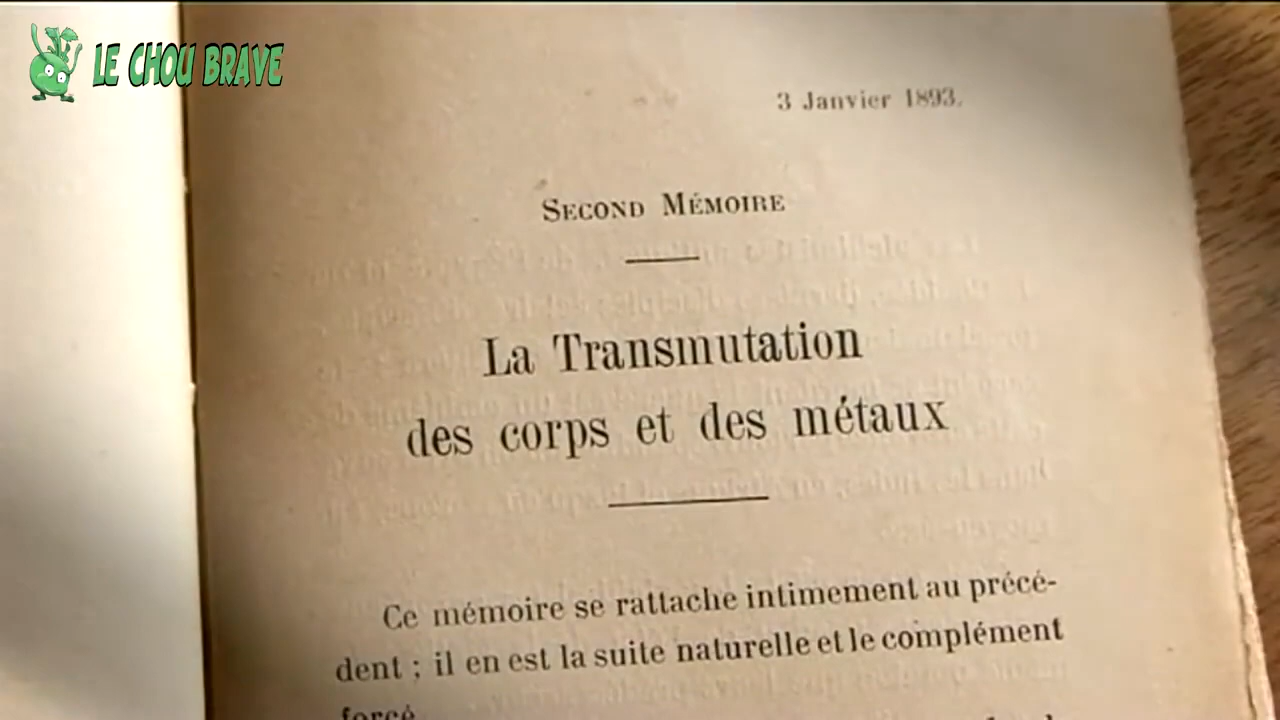 LE CHOU BRAVE
3 Janvier 1893.
SECOND MÉMOIRE
La Transmutation
des corps et des métaux
Ce mémoire se rattache intimement au précé-
dent ; il en est la suite naturelle et le complément
forcé.